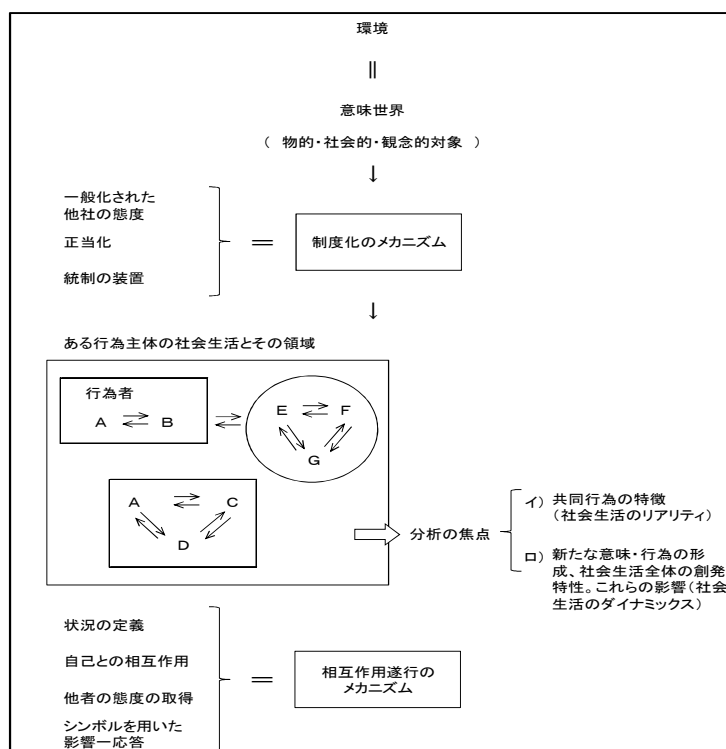 環境
||
意味世界
（ 物的・社会的・観念的対象 ）
↓
一般化された
他社の態度
正当化
統制の装置
＝
制度化のメカニズム
↓
ある行為主体の社会生活とその領域
行為者
A ⇄ B
⇄
E ⇄ F
G
A ⇄ C
D
分析の焦点
イ） 共同行為の特徴
（社会生活のリアリティ）
ロ） 新たな意味・行為の形
成、社会生活全体の創発
特性。これらの影響（社会
生活のダイナミックス）
状況の定義
自己との相互作用
他者の態度の取得
シンボルを用いた
影響ー応答
＝
相互作用遂行の
メカニズム